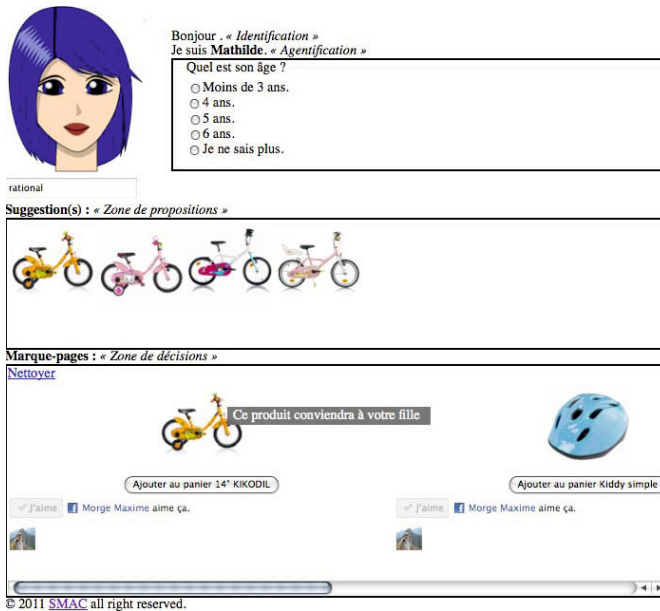 Bonjour . « Identification »
Je suis Mathilde. « Agentification »
Quel est son âge ?
Moins de 3 ans.
4 ans.
5 ans.
6 ans.
Je ne sais plus.
rational
Suggestion(s) : « Zone de propositions »
Marque-pages : « Zone de décisions »
Nettoyer
Ce produit conviendra à votre fille
Ajouter au panier 14" KIKODIL
Ajouter au panier Kiddy simple
J'aime
Morge Maxime aime ça.
J'aime
Morge Maxime aime ça.
© 2011 SMAC all right reserved.